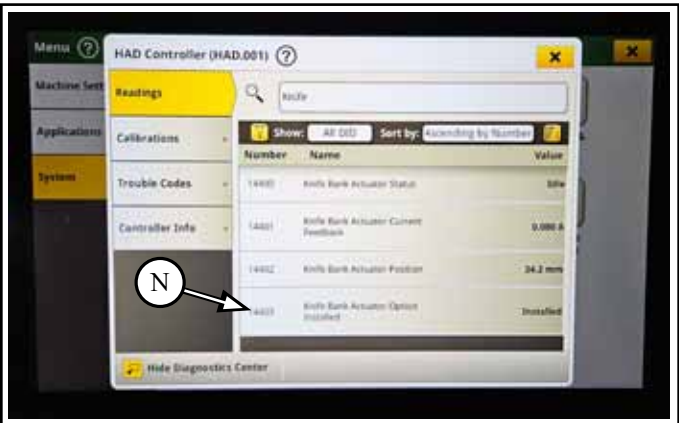 Menu ?
HAD Controller (HAD.001) ?
Machine Sett
Applications
System
Readings
Calibrations
Trouble Codes
Controller Info
Knife
Show: All DID Sort by: Ascending by Number
Number Name Value
14400 Knife Bank Actuator Status Idle
14401 Knife Bank Actuator Current Feedback 0.000 A
14402 Knife Bank Actuator Position 34.2 mm
14403 Knife Bank Actuator Option Installed Installed
N
Hide Diagnostics Center